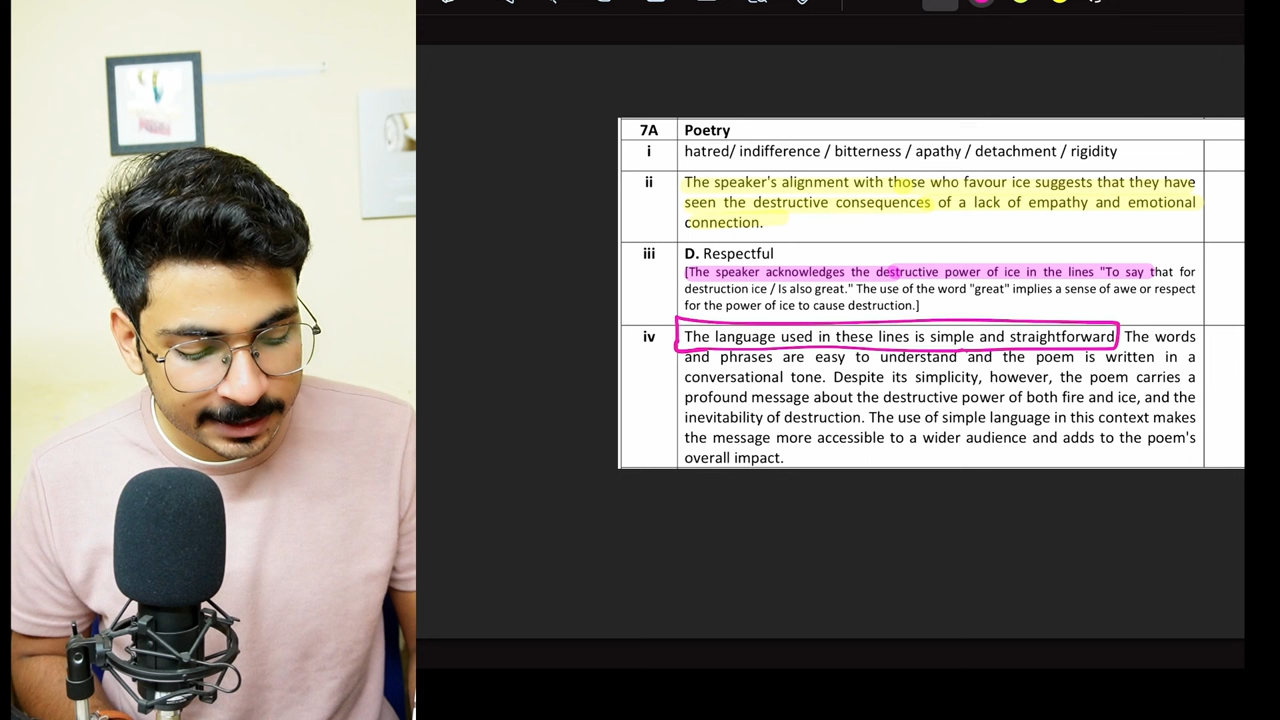 7A Poetry
i hatred/ indifference / bitterness / apathy / detachment / rigidity
ii The speaker's alignment with those who favour ice suggests that they have
seen the destructive consequences of a lack of empathy and emotional
connection.
iii D. Respectful
[The speaker acknowledges the destructive power of ice in the lines "To say that for
destruction ice / Is also great." The use of the word "great" implies a sense of awe or respect
for the power of ice to cause destruction.]
iv The language used in these lines is simple and straightforward. The words
and phrases are easy to understand and the poem is written in a
conversational tone. Despite its simplicity, however, the poem carries a
profound message about the destructive power of both fire and ice, and the
inevitability of destruction. The use of simple language in this context makes
the message more accessible to a wider audience and adds to the poem's
overall impact.